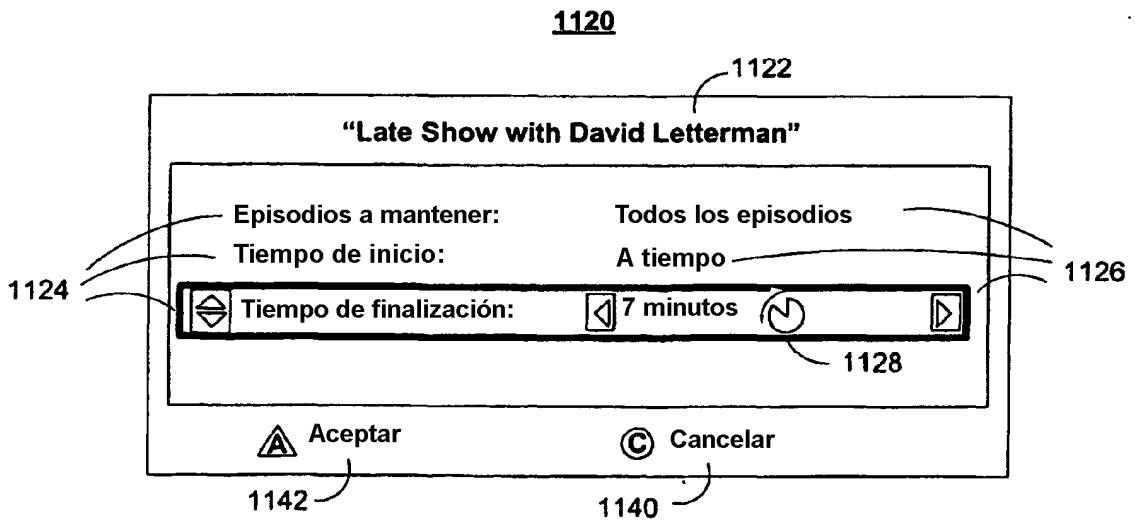 1120
1122
“Late Show with David Letterman”
Episodios a mantener: Todos los episodios
Tiempo de inicio: A tiempo
1124
1126
Tiempo de finalización: 7 minutos
1128
A Aceptar C Cancelar
1142
1140